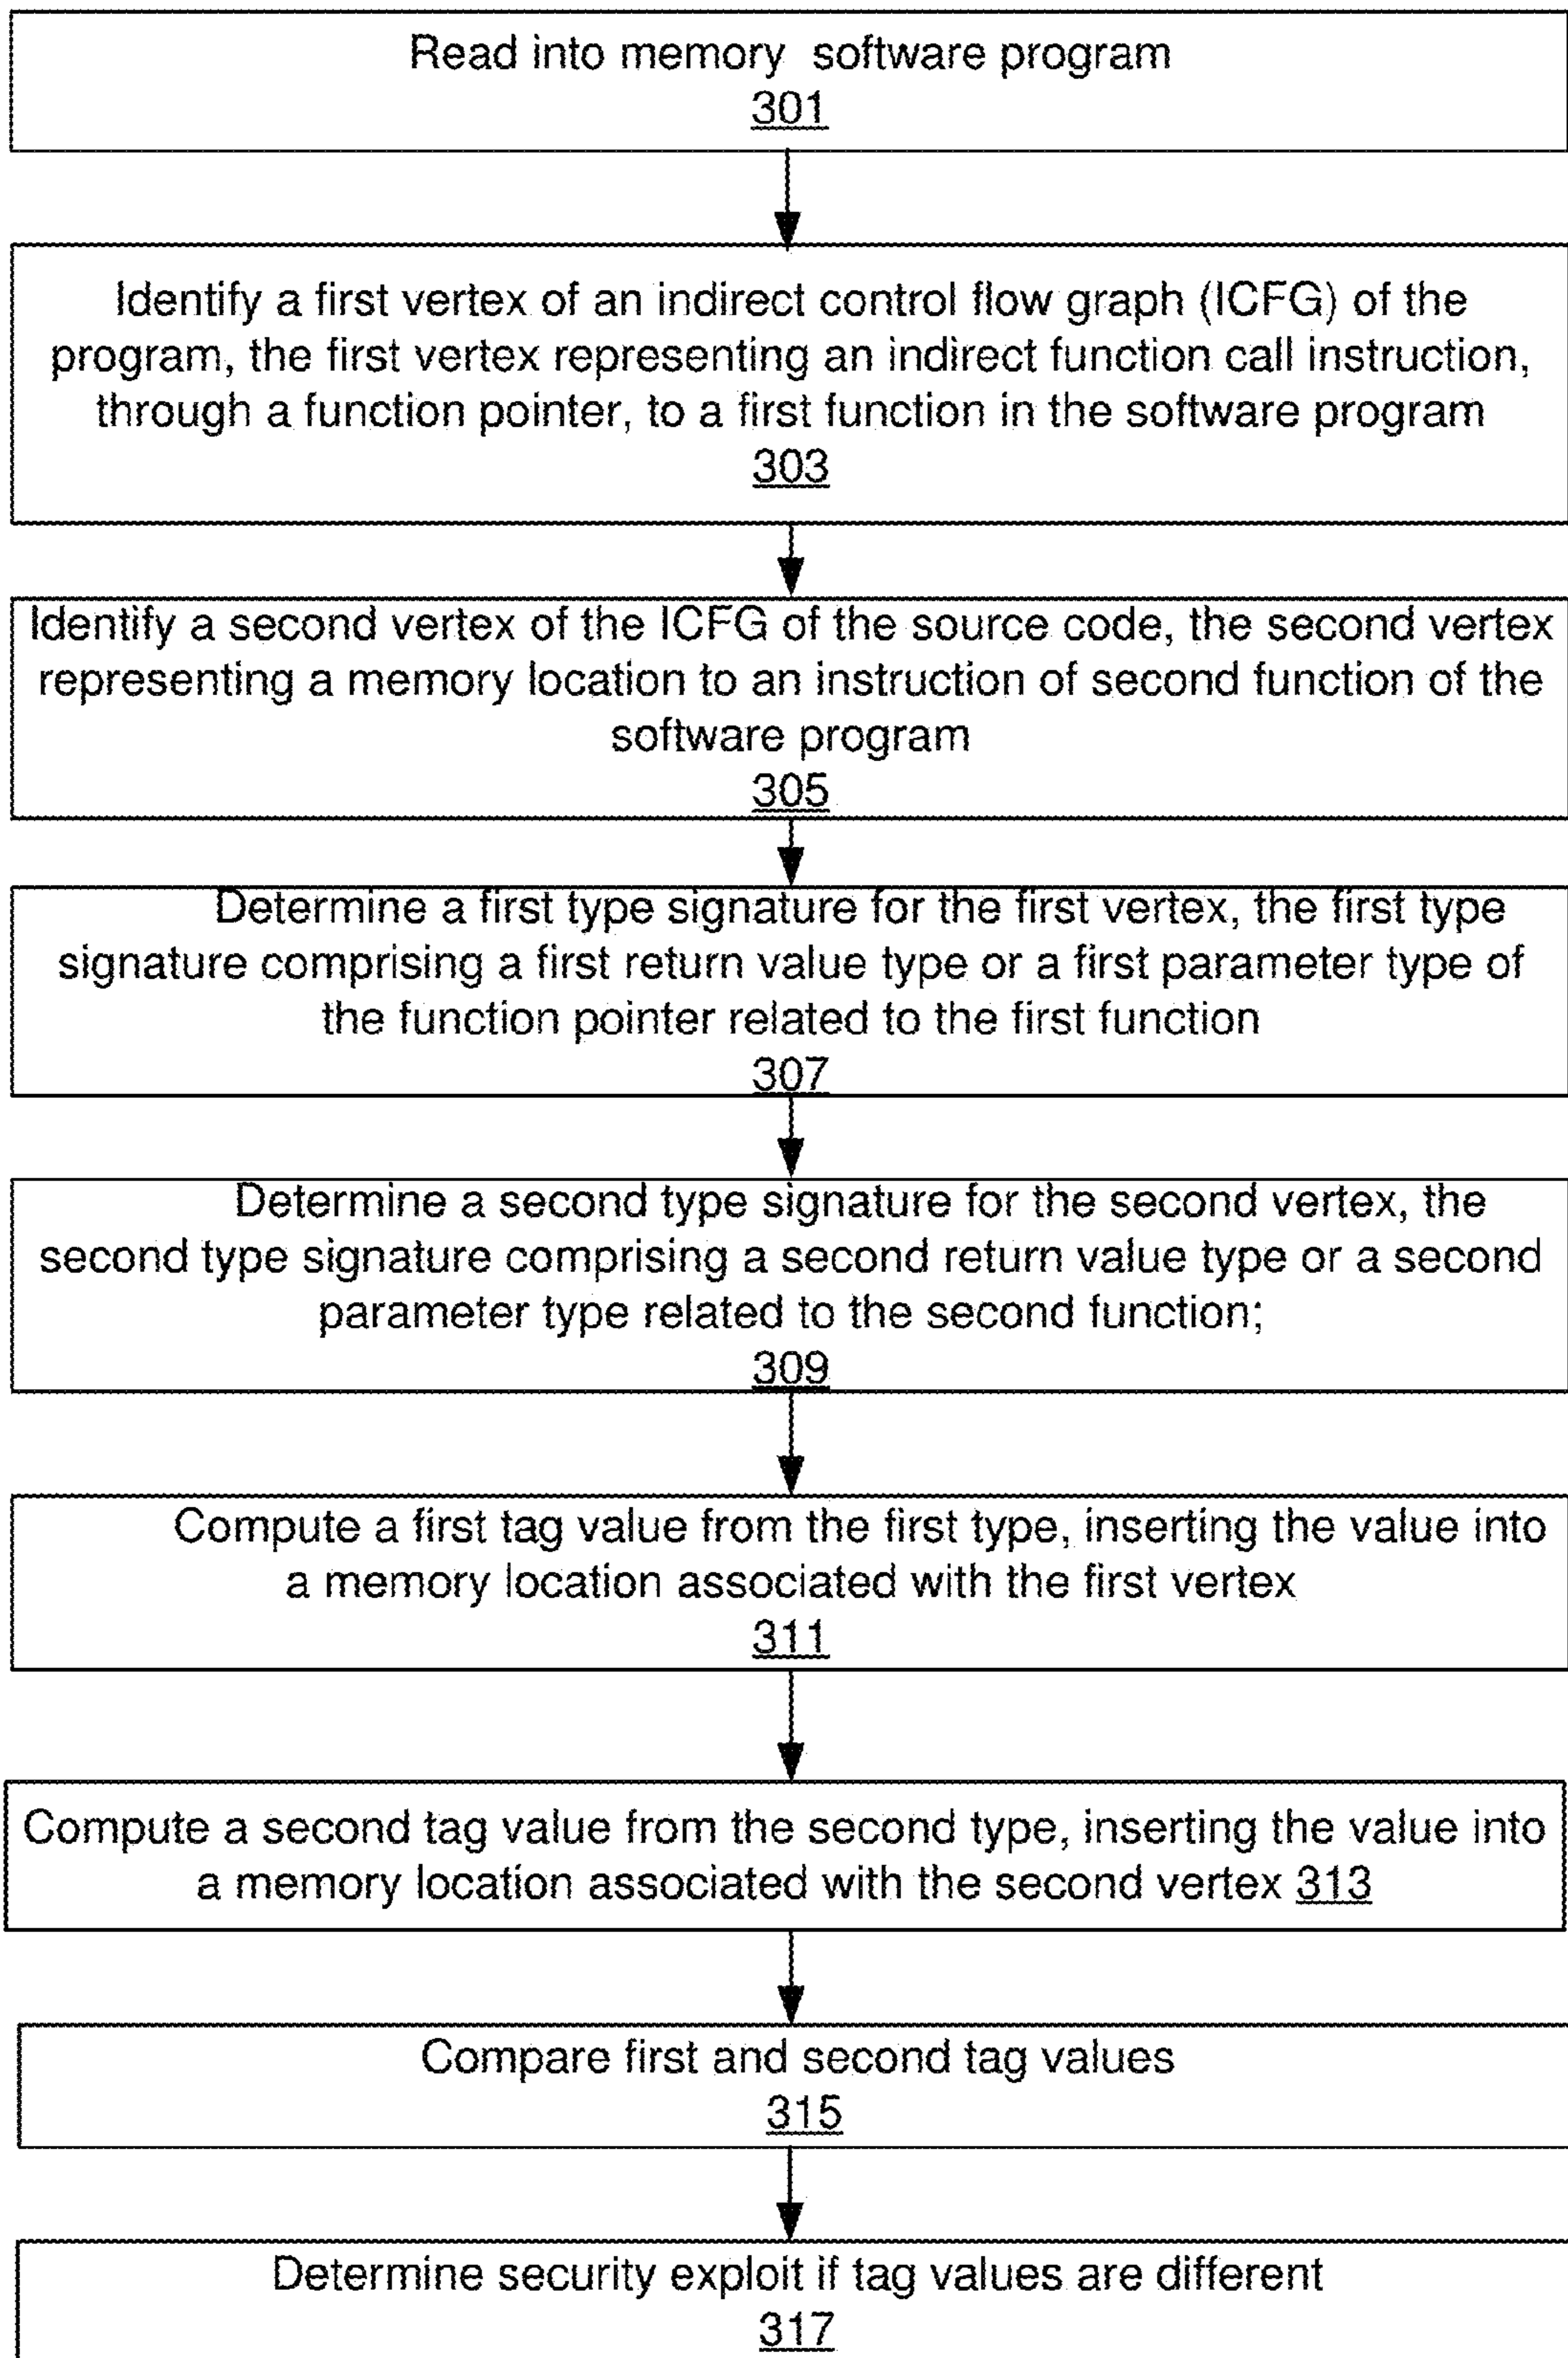 Read into memory software program
301
Identify a first vertex of an indirect control flow graph (ICFG) of the
program, the first vertex representing an indirect function call instruction,
through a function pointer, to a first function in the software program
303
Identify a second vertex of the ICFG of the source code, the second vertex
representing a memory location to an instruction of second function of the
software program
305
Determine a first type signature for the first vertex, the first type
signature comprising a first return value type or a first parameter type of
the function pointer related to the first function
307
Determine a second type signature for the second vertex, the
second type signature comprising a second return value type or a second
parameter type related to the second function;
309
Compute a first tag value from the first type, inserting the value into
a memory location associated with the first vertex
311
Compute a second tag value from the second type, inserting the value into
a memory location associated with the second vertex 313
Compare first and second tag values
315
Determine security exploit if tag values are different
317